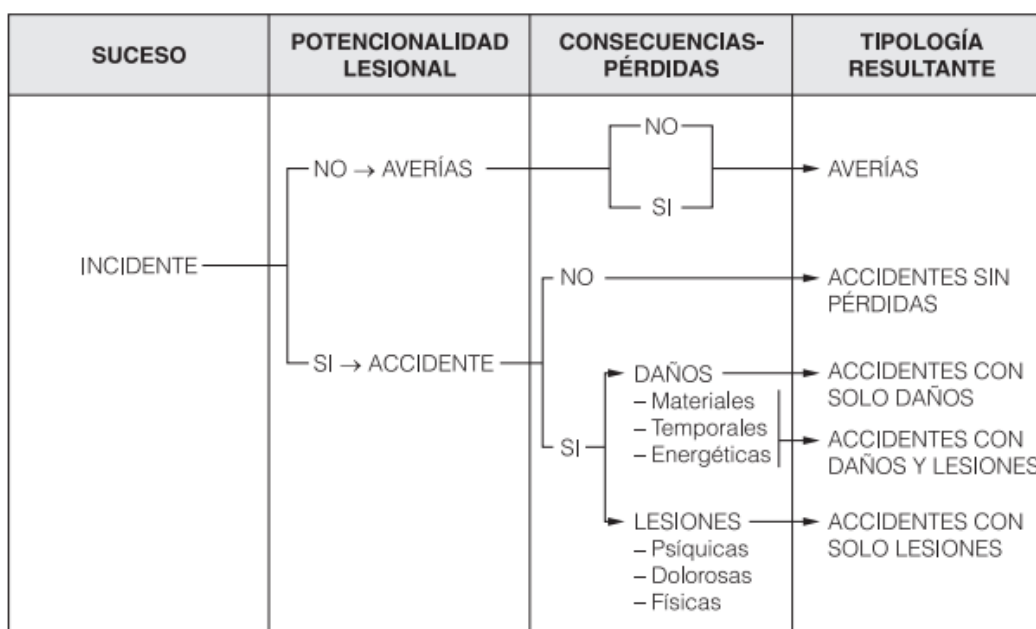 SUCESO
POTENCIONALIDAD
LESIONAL
CONSECUENCIAS-
PÉRDIDAS
TIPOLOGÍA
RESULTANTE
INCIDENTE
NO → AVERÍAS
NO
SI
AVERÍAS
SI → ACCIDENTE
NO
ACCIDENTES SIN
PÉRDIDAS
SI
DAÑOS
– Materiales
– Temporales
– Energéticas
ACCIDENTES CON
SOLO DAÑOS
ACCIDENTES CON
DAÑOS Y LESIONES
LESIONES
– Psíquicas
– Dolorosas
– Físicas
ACCIDENTES CON
SOLO LESIONES